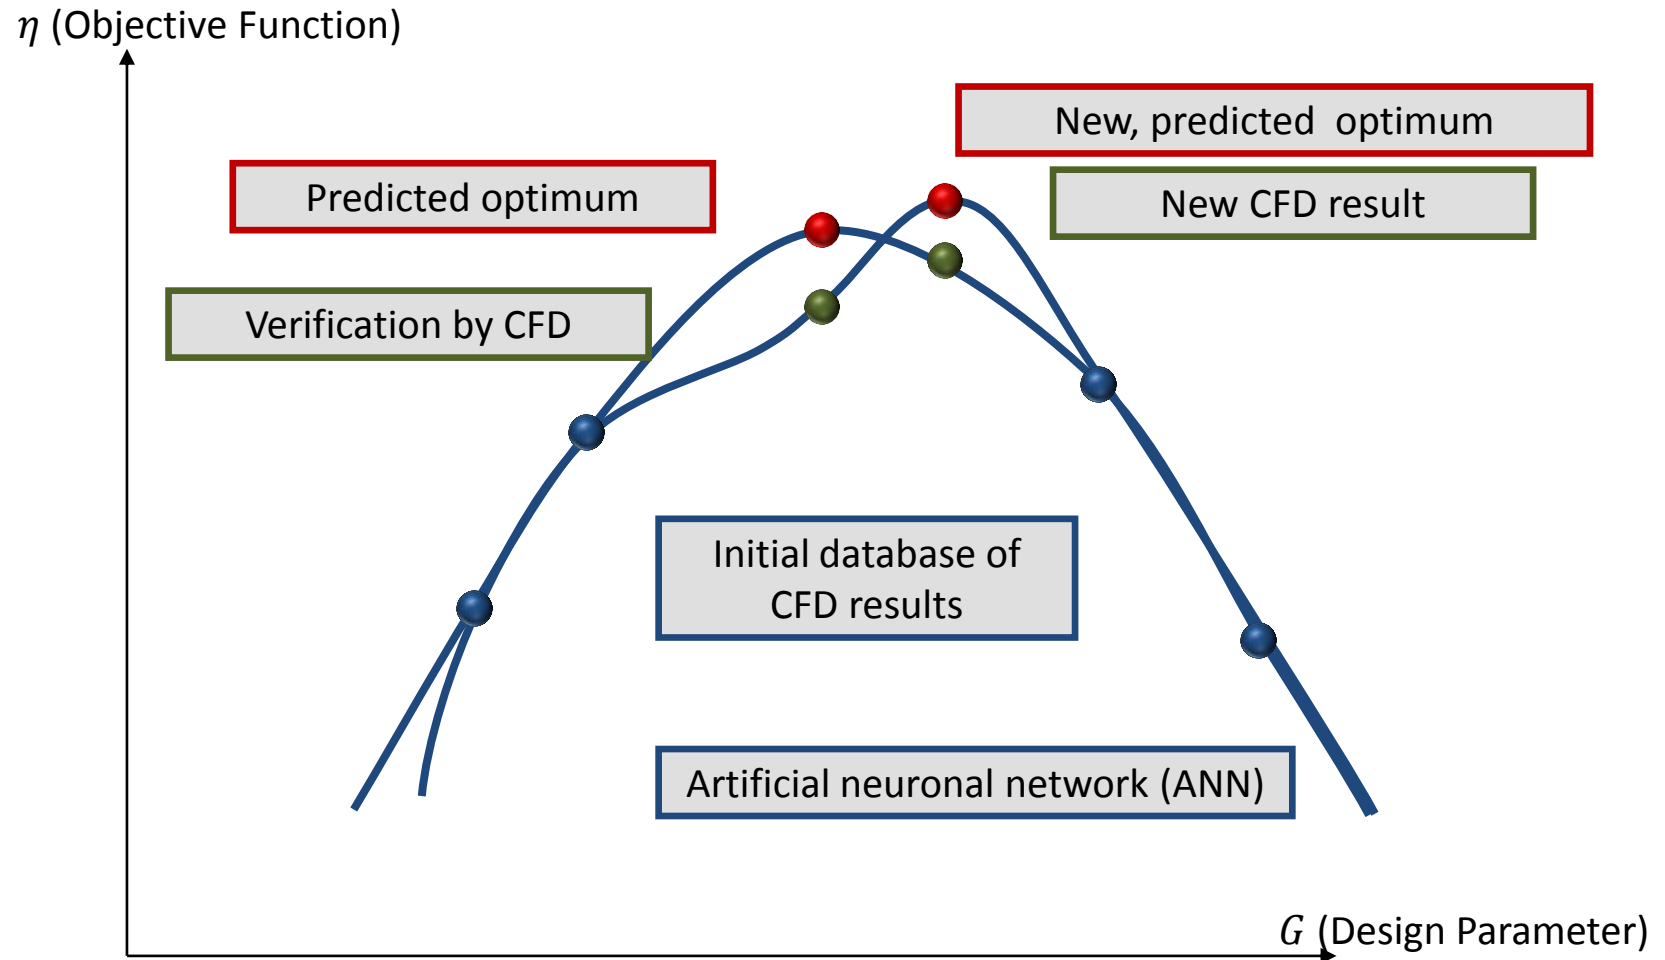 η (Objective Function)
New, predicted optimum
Predicted optimum
New CFD result
Verification by CFD
Initial database of
CFD results
Artificial neuronal network (ANN)
G (Design Parameter)